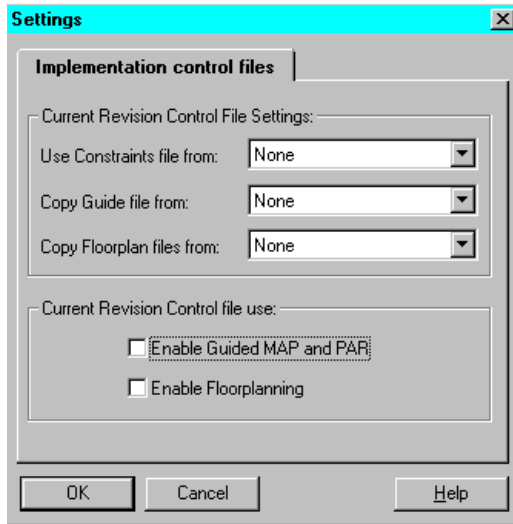 Settings
Implementation control files
Current Revision Control File Settings:
Use Constraints file from: None
Copy Guide file from: None
Copy Floorplan files from: None
Current Revision Control file use:
Enable Guided MAP and PAR
Enable Floorplanning
OK Cancel Help